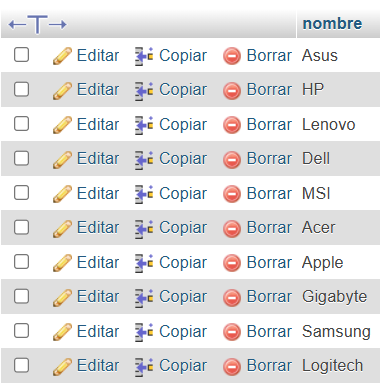 nombre
Editar Copiar Borrar Asus
Editar Copiar Borrar HP
Editar Copiar Borrar Lenovo
Editar Copiar Borrar Dell
Editar Copiar Borrar MSI
Editar Copiar Borrar Acer
Editar Copiar Borrar Apple
Editar Copiar Borrar Gigabyte
Editar Copiar Borrar Samsung
Editar Copiar Borrar Logitech